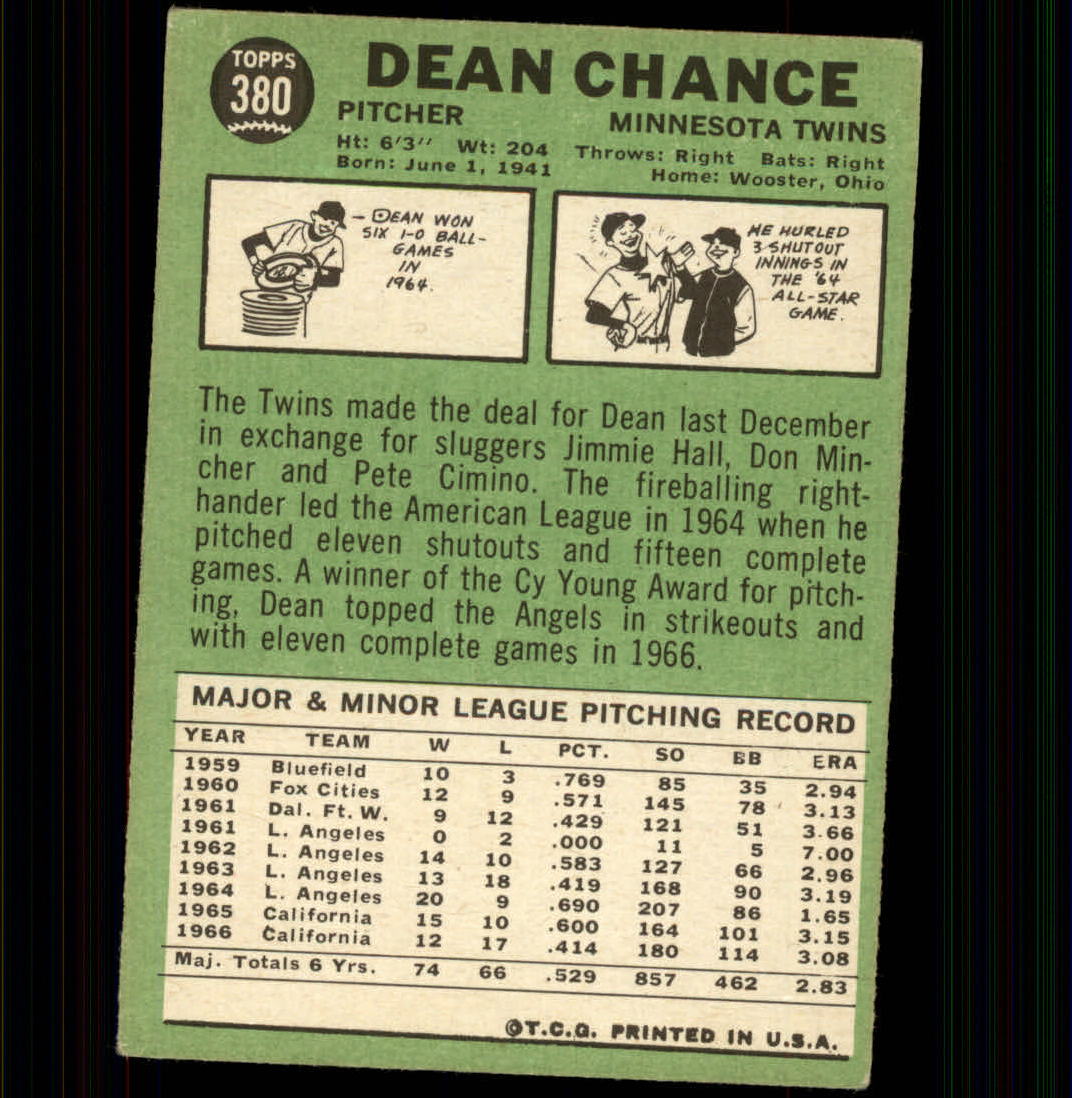 TOPPS
380
DEAN CHANCE
PITCHER MINNESOTA TWINS
Ht: 6'3" Wt: 204 Throws: Right Bats: Right
Born: June 1, 1941 Home: Wooster, Ohio
- DEAN WON
SIX 1-0 BALL-
GAMES
IN
1964.
HE HURLED
3 SHUTOUT
INNINGS IN
THE '64
ALL-STAR
GAME.
The Twins made the deal for Dean last December
in exchange for sluggers Jimmie Hall, Don Min-
cher and Pete Cimino. The fireballing right-
hander led the American League in 1964 when he
pitched eleven shutouts and fifteen complete
games. A winner of the Cy Young Award for pitch-
ing, Dean topped the Angels in strikeouts and
with eleven complete games in 1966.
MAJOR & MINOR LEAGUE PITCHING RECORD
YEAR TEAM W L PCT. SO BB ERA
1959 Bluefield 10 3 .769 85 35 2.94
1960 Fox Cities 12 9 .571 145 78 3.13
1961 Dal. Ft. W. 9 12 .429 121 51 3.66
1961 L. Angeles 0 2 .000 11 5 7.00
1962 L. Angeles 14 10 .583 127 66 2.96
1963 L. Angeles 13 18 .419 168 90 3.19
1964 L. Angeles 20 9 .690 207 86 1.65
1965 California 15 10 .600 164 101 3.15
1966 California 12 17 .414 180 114 3.08
Maj. Totals 6 Yrs. 74 66 .529 857 462 2.83
©T.C.G. PRINTED IN U.S.A.